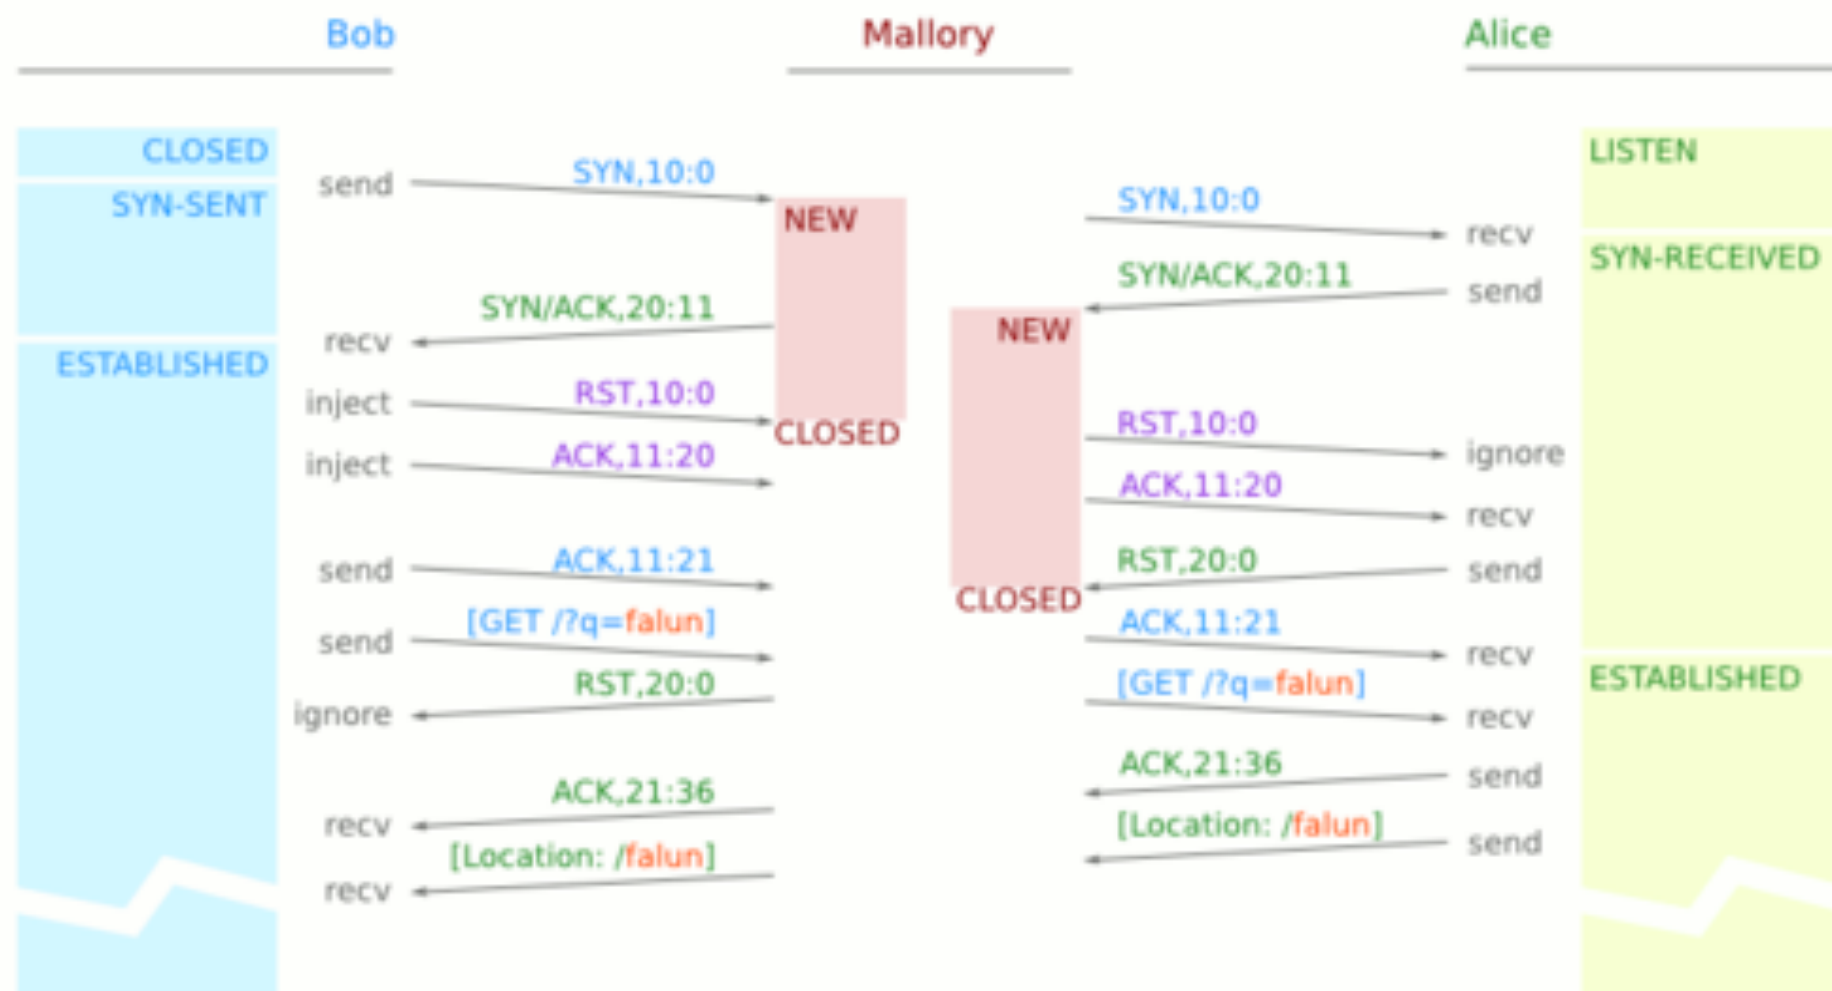 Bob Mallory Alice
CLOSED LISTEN
send SYN,10:0
SYN-SENT NEW SYN,10:0 recv
SYN/ACK,20:11 send SYN-RECEIVED
SYN/ACK,20:11 NEW
recv
ESTABLISHED
inject RST,10:0
CLOSED RST,10:0 ignore
inject ACK,11:20
ACK,11:20 recv
send ACK,11:21 RST,20:0 send
CLOSED
send [GET /?q=falun] ACK,11:21 recv
ignore RST,20:0 [GET /?q=falun] recv ESTABLISHED
ACK,21:36 send
recv ACK,21:36
[Location: /falun] send
recv [Location: /falun]